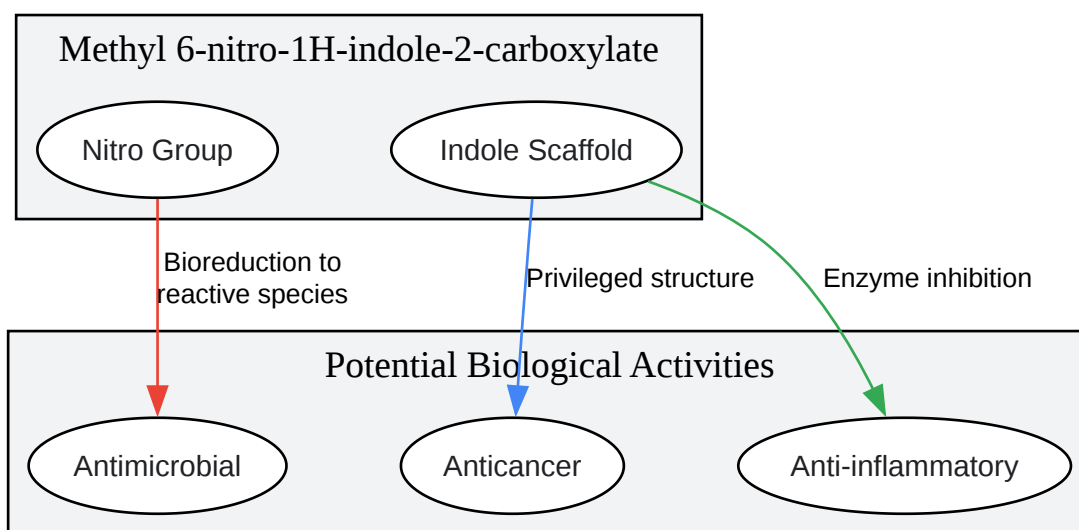 Methyl 6-nitro-1H-indole-2-carboxylate
Nitro Group
Indole Scaffold
Bioreduction to
reactive species
Privileged structure
Enzyme inhibition
Potential Biological Activities
Antimicrobial
Anticancer
Anti-inflammatory